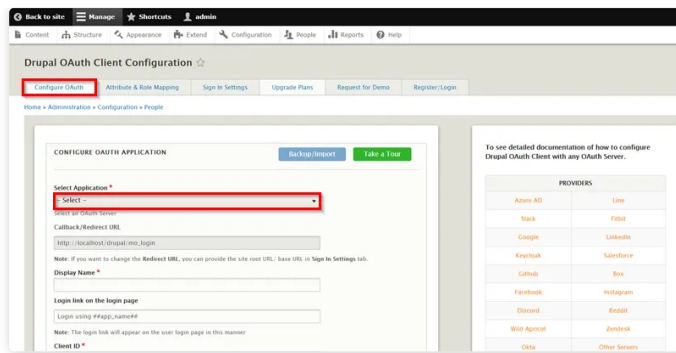 Back to site Manage Shortcuts admin
Content Structure Appearance Extend Configuration People Reports Help
Drupal OAuth Client Configuration
Configure OAuth Attribute & Role Mapping Sign In Settings Upgrade Plans Request for Demo Register/Login
Home » Administration » Configuration » People
CONFIGURE OAUTH APPLICATION Backup/Import Take a Tour
Select Application *
- Select -
Select an OAuth Server
Callback/Redirect URL
http://localhost/drupal/mo_login
Note: If you want to change the Redirect URL, you can provide the site root URL/ base URL in Sign In Settings tab.
Display Name *
Login link on the login page
Login using ##app_name##
Note: The login link will appear on the user login page in this manner
Client ID *
To see detailed documentation of how to configure
Drupal OAuth Client with any OAuth Server.
PROVIDERS
Azure AD Line
Slack Fitbit
Google LinkedIn
Keycloak Salesforce
Github Box
Facebook Instagram
Discord Reddit
Wild Apricot Zendesk
Okta Other Servers